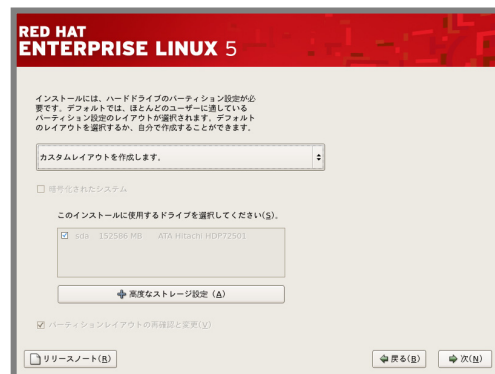 RED HAT
ENTERPRISE LINUX 5
インストールには、ハードドライブのパーティション設定が必
要です。デフォルトでは、ほとんどのユーザーに適している
パーティション設定のレイアウトが選択されます。デフォルト
のレイアウトを選択するか、自分で作成することができます。
カスタムレイアウトを作成します。
暗号化されたシステム
このインストールに使用するドライブを選択してください(S)。
sda 152586 MB ATA Hitachi HDP72501
高度なストレージ設定 (A)
パーティションレイアウトの再確認と変更(V)
リリースノート(R)
戻る(B)
次(N)